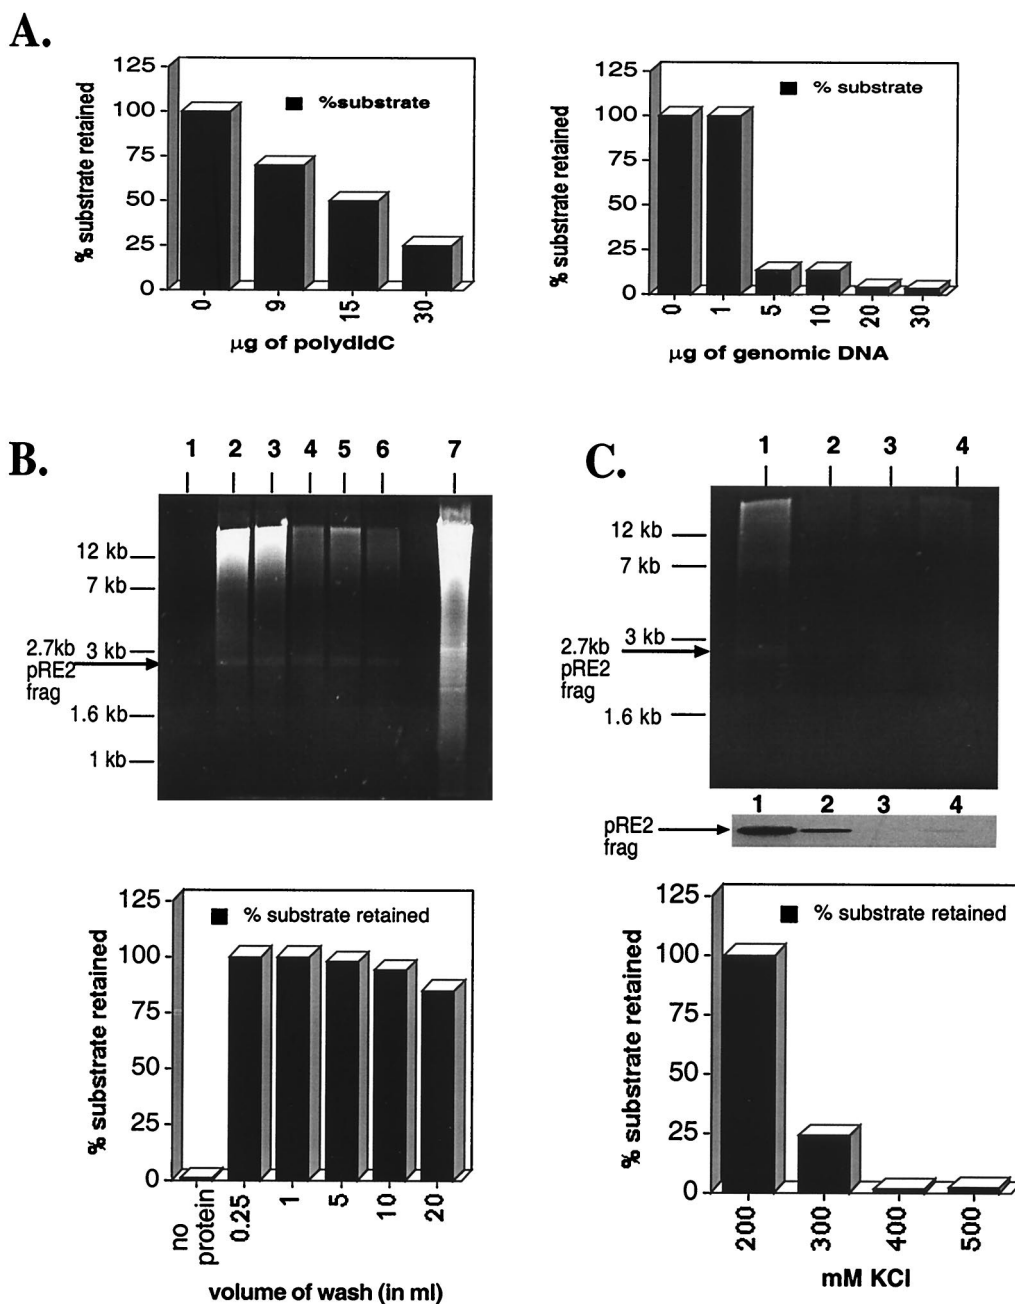 A.
125
100
75
50
25
0
% substrate retained
%substrate
0 9 15 30
µg of polydIdC
125
100
75
50
25
0
% substrate retained
% substrate
0 1 5 10 20 30
µg of genomic DNA
B.
1 2 3 4 5 6 7
12 kb
7 kb
3 kb
2.7kb
pRE2
frag
1.6 kb
1 kb
125
100
75
50
25
0
% substrate retained
% substrate retained
no protein 0.25 1 5 10 20
volume of wash (in ml)
C.
1 2 3 4
12 kb
7 kb
3 kb
2.7kb
pRE2
frag
1.6 kb
1 2 3 4
pRE2
frag
125
100
75
50
25
0
% substrate retained
% substrate retained
200 300 400 500
mM KCl